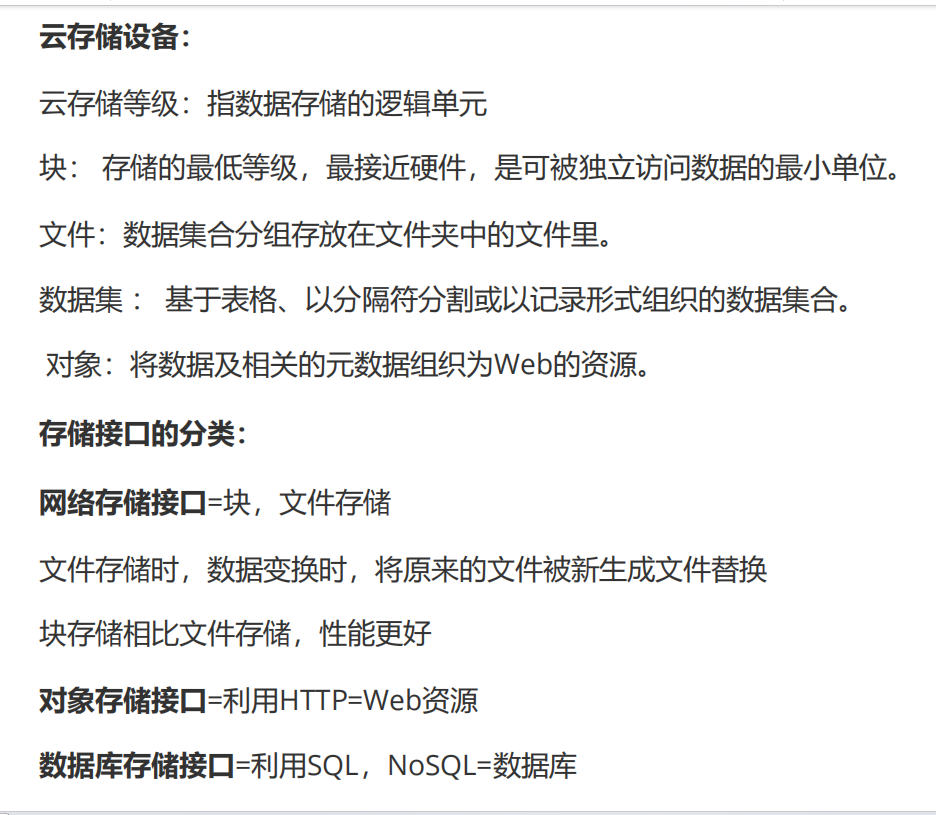 云存储设备：
云存储等级：指数据存储的逻辑单元
块： 存储的最低等级，最接近硬件，是可被独立访问数据的最小单位。
文件：数据集合分组存放在文件夹中的文件里。
数据集 ： 基于表格、以分隔符分割或以记录形式组织的数据集合。
对象：将数据及相关的元数据组织为Web的资源。
存储接口的分类：
网络存储接口=块，文件存储
文件存储时，数据变换时，将原来的文件被新生成文件替换
块存储相比文件存储，性能更好
对象存储接口=利用HTTP=Web资源
数据库存储接口=利用SQL，NoSQL=数据库